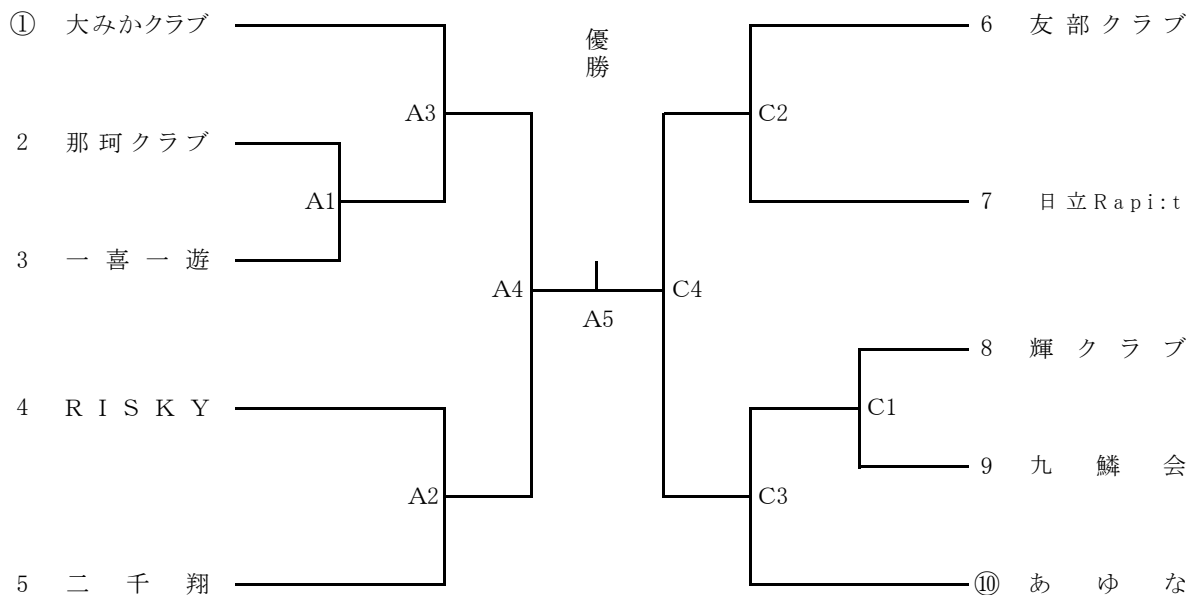 ① 大みかクラブ
優勝
6 友部クラブ
A3
C2
2 那珂クラブ
A1
7 日立Rapi:t
3 一喜一遊
A4
C4
A5
8 輝クラブ
4 RISKY
C1
9 九鱗会
A2
C3
5 二千翔
⑩ あゆな